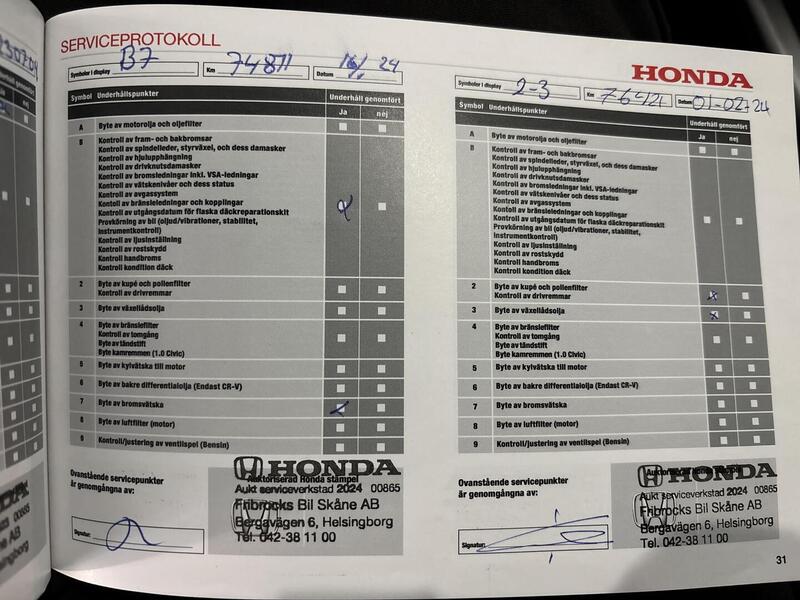 230704
SERVICEPROTOKOLL
Symboler i display B7 Km 74811 Datum 24
Symbol Underhållspunkter Underhåll genomfört
Ja nej
A Byte av motorolja och oljefilter
B Kontroll av fram- och bakbromsar
Kontroll av spindelleder, styrväxel, och dess damasker
Kontroll av hjulupphängning
Kontroll av drivknutsdamasker
Kontroll av bromsledningar inkl. VSA-ledningar
Kontroll av vätskenivåer och dess status
Kontroll av avgassystem
Kontoll av bränsleledningar och kopplingar
Kontroll av utgångsdatum för flaska däckreparationskit
Provkörning av bil (oljud/vibrationer, stabilitet,
instrumentkontroll)
Kontroll av ljusinställning
Kontroll av rostskydd
Kontroll handbroms
Kontroll kondition däck
2 Byte av kupé och pollenfilter
Kontroll av drivremmar
3 Byte av växellådsolja
4 Byte av bränslefilter
Kontroll av tomgång
Byte av tändstift
Byte kamremmen (1.0 Civic)
5 Byte av kylvätska till motor
6 Byte av bakre differentialolja (Endast CR-V)
7 Byte av bromsvätska
8 Byte av luftfilter (motor)
9 Kontroll/justering av ventilspel (Bensin)
Ovanstående servicepunkter
är genomgångna av:
Signatur:
HONDA
Auktoriserad Honda stämpel
Aukt serviceverkstad 2024 00865
Fribrocks Bil Skåne AB
Bergavägen 6, Helsingborg
Tel. 042-38 11 00
HONDA
Symboler i display 2-3 Km 76421 Datum 01-02-24
Symbol Underhållspunkter Underhåll genomfört
Ja nej
A Byte av motorolja och oljefilter
B Kontroll av fram- och bakbromsar
Kontroll av spindelleder, styrväxel, och dess damasker
Kontroll av hjulupphängning
Kontroll av drivknutsdamasker
Kontroll av bromsledningar inkl. VSA-ledningar
Kontroll av vätskenivåer och dess status
Kontroll av avgassystem
Kontoll av bränsleledningar och kopplingar
Kontroll av utgångsdatum för flaska däckreparationskit
Provkörning av bil (oljud/vibrationer, stabilitet,
instrumentkontroll)
Kontroll av ljusinställning
Kontroll av rostskydd
Kontroll handbroms
Kontroll kondition däck
2 Byte av kupé och pollenfilter
Kontroll av drivremmar
3 Byte av växellådsolja
4 Byte av bränslefilter
Kontroll av tomgång
Byte av tändstift
Byte kamremmen (1.0 Civic)
5 Byte av kylvätska till motor
6 Byte av bakre differentialolja (Endast CR-V)
7 Byte av bromsvätska
8 Byte av luftfilter (motor)
9 Kontroll/justering av ventilspel (Bensin)
Ovanstående servicepunkter
är genomgångna av:
Signatur:
HONDA
Auktoriserad Honda stämpel
Aukt serviceverkstad 2024 00865
Fribrocks Bil Skåne AB
Bergavägen 6, Helsingborg
Tel. 042-38 11 00
31